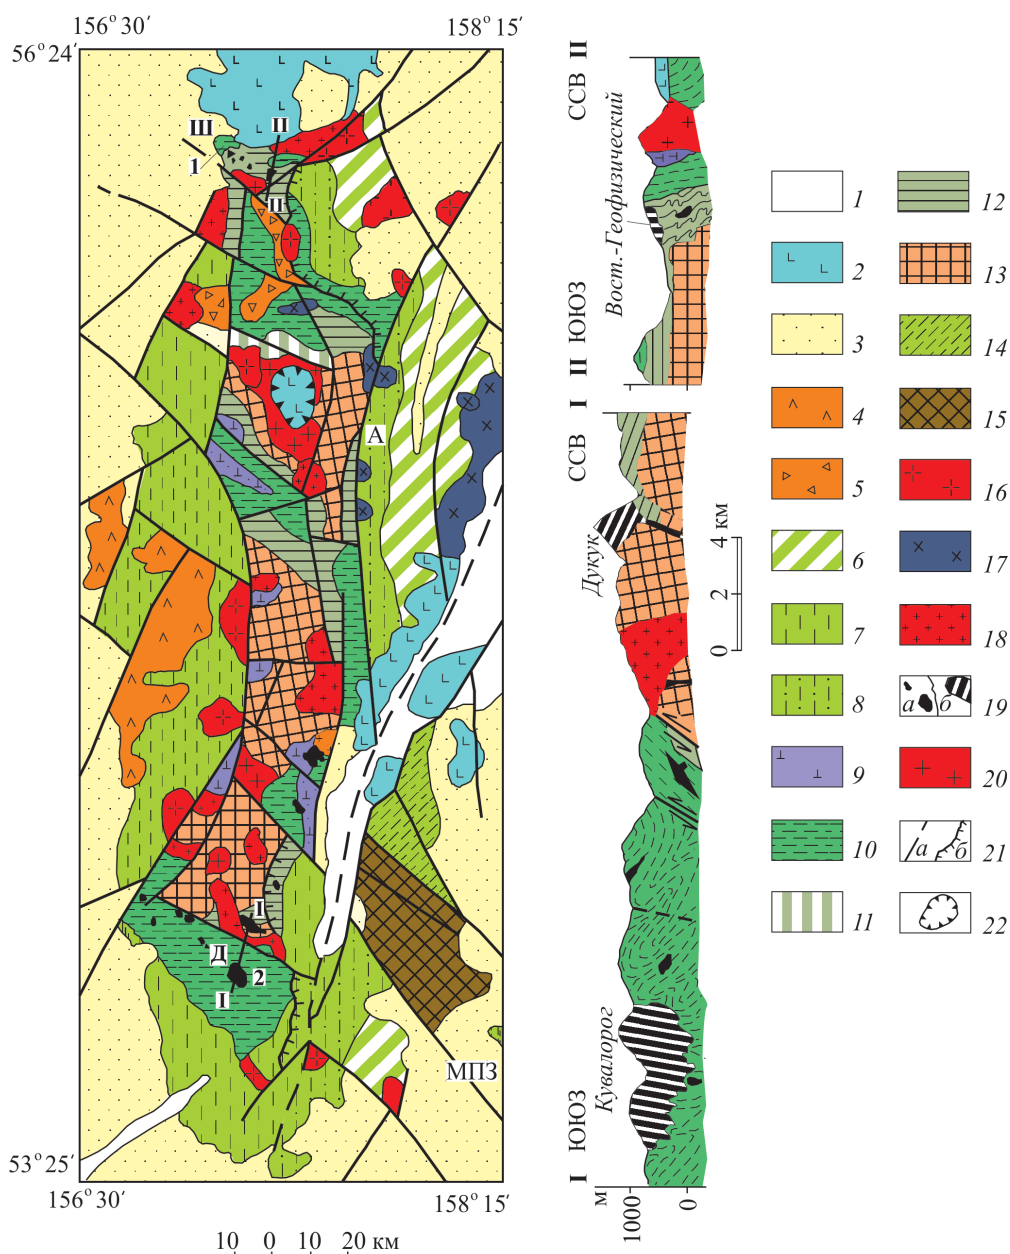 156° 30′
158° 15′
56° 24′
Ш
II
1
II
А
I
Д
2
I
МПЗ
53° 25′
156° 30′
158° 15′
10 0 10 20 км
ССВ II
Вост.-Геофизический
II ЮЮЗ
ССВ I
Дукук
4 км
2
0
Кувалорог
I ЮЮЗ
м
1000
0
1
2
3
4
5
6
7
8
9
10
11
12
13
14
15
16
17
18
а б 19
20
а б 21
22